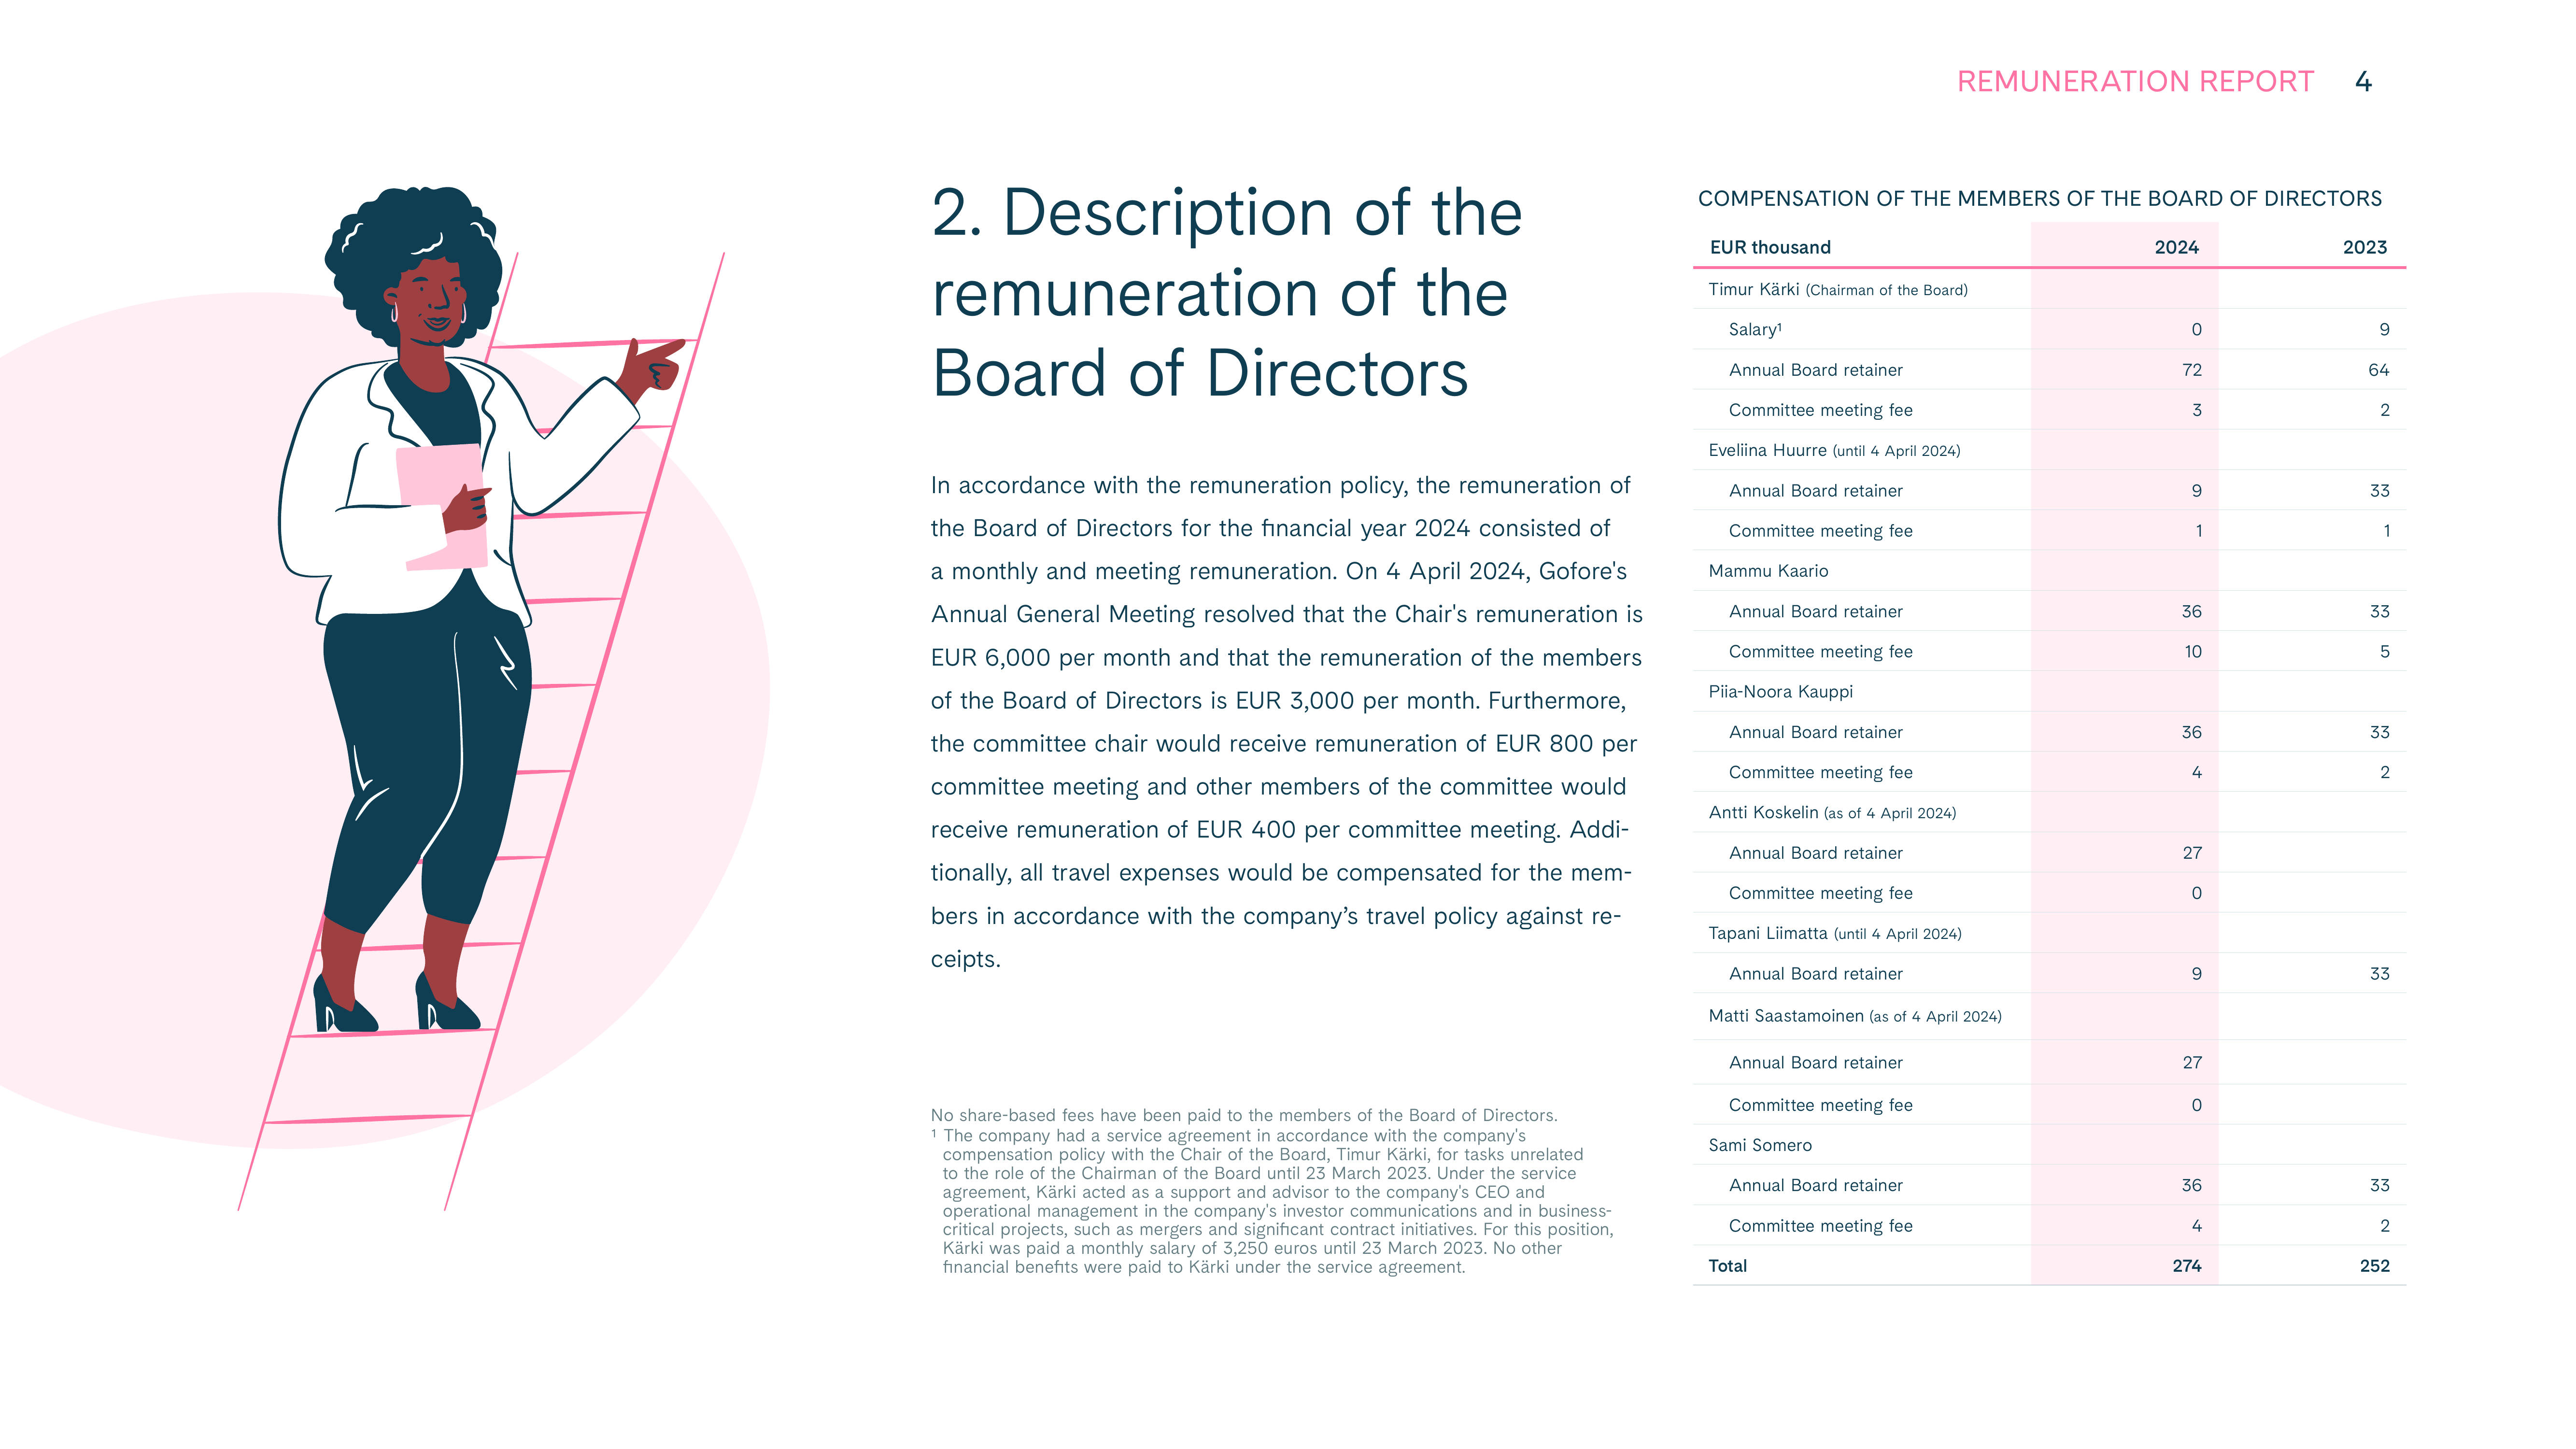 REMUNERATION REPORT 4
2. Description of the
remuneration of the
Board of Directors
In accordance with the remuneration policy, the remuneration of
the Board of Directors for the financial year 2024 consisted of
a monthly and meeting remuneration. On 4 April 2024, Gofore's
Annual General Meeting resolved that the Chair's remuneration is
EUR 6,000 per month and that the remuneration of the members
of the Board of Directors is EUR 3,000 per month. Furthermore,
the committee chair would receive remuneration of EUR 800 per
committee meeting and other members of the committee would
receive remuneration of EUR 400 per committee meeting. Addi-
tionally, all travel expenses would be compensated for the mem-
bers in accordance with the company’s travel policy against re-
ceipts.
No share-based fees have been paid to the members of the Board of Directors.
¹ The company had a service agreement in accordance with the company's
compensation policy with the Chair of the Board, Timur Kärki, for tasks unrelated
to the role of the Chairman of the Board until 23 March 2023. Under the service
agreement, Kärki acted as a support and advisor to the company's CEO and
operational management in the company's investor communications and in business-
critical projects, such as mergers and significant contract initiatives. For this position,
Kärki was paid a monthly salary of 3,250 euros until 23 March 2023. No other
financial benefits were paid to Kärki under the service agreement.
COMPENSATION OF THE MEMBERS OF THE BOARD OF DIRECTORS
EUR thousand 2024 2023
Timur Kärki (Chairman of the Board)
Salary¹ 0 9
Annual Board retainer 72 64
Committee meeting fee 3 2
Eveliina Huurre (until 4 April 2024)
Annual Board retainer 9 33
Committee meeting fee 1 1
Mammu Kaario
Annual Board retainer 36 33
Committee meeting fee 10 5
Piia-Noora Kauppi
Annual Board retainer 36 33
Committee meeting fee 4 2
Antti Koskelin (as of 4 April 2024)
Annual Board retainer 27
Committee meeting fee 0
Tapani Liimatta (until 4 April 2024)
Annual Board retainer 9 33
Matti Saastamoinen (as of 4 April 2024)
Annual Board retainer 27
Committee meeting fee 0
Sami Somero
Annual Board retainer 36 33
Committee meeting fee 4 2
Total 274 252